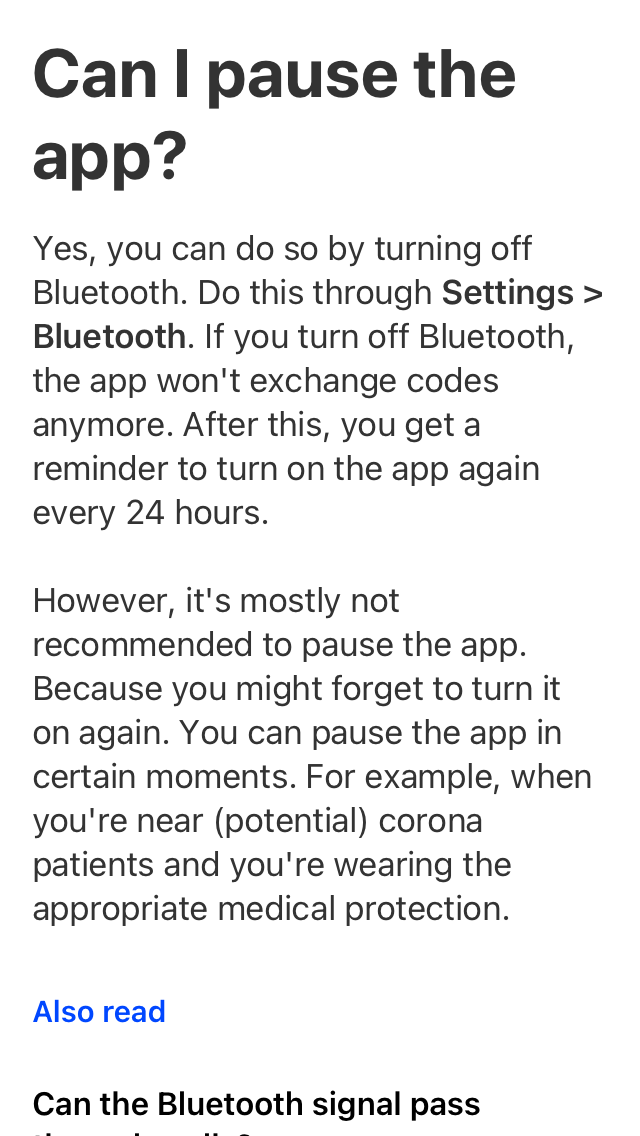 Can I pause the
app?
Yes, you can do so by turning off
Bluetooth. Do this through Settings >
Bluetooth. If you turn off Bluetooth,
the app won't exchange codes
anymore. After this, you get a
reminder to turn on the app again
every 24 hours.
However, it's mostly not
recommended to pause the app.
Because you might forget to turn it
on again. You can pause the app in
certain moments. For example, when
you're near (potential) corona
patients and you're wearing the
appropriate medical protection.
Also read
Can the Bluetooth signal pass